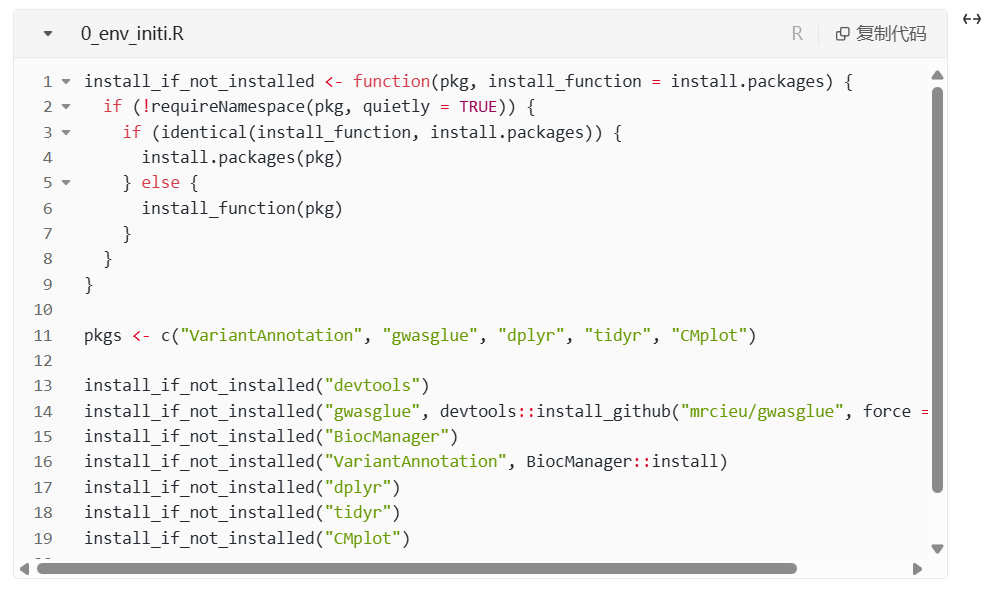 0_env_initi.R
R
复制代码
1 install_if_not_installed <- function(pkg, install_function = install.packages) {
2   if (!requireNamespace(pkg, quietly = TRUE)) {
3     if (identical(install_function, install.packages)) {
4       install.packages(pkg)
5     } else {
6       install_function(pkg)
7     }
8   }
9 }
10
11 pkgs <- c("VariantAnnotation", "gwasglue", "dplyr", "tidyr", "CMplot")
12
13 install_if_not_installed("devtools")
14 install_if_not_installed("gwasglue", devtools::install_github("mrcieu/gwasglue", force =
15 install_if_not_installed("BiocManager")
16 install_if_not_installed("VariantAnnotation", BiocManager::install)
17 install_if_not_installed("dplyr")
18 install_if_not_installed("tidyr")
19 install_if_not_installed("CMplot")